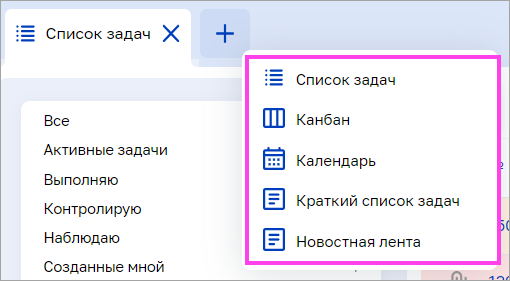 Список задач
Список задач
Все
Канбан
Активные задачи
Календарь
Выполняю
Краткий список задач
Контролирую
Наблюдаю
Новостная лента
Созданные мной